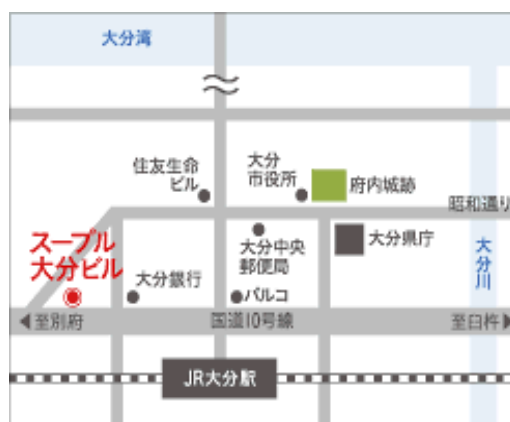 大分湾
住友生命
ビル
大分
市役所
府内城跡
昭和通り
スーブル
大分ビル
大分銀行
大分中央
郵便局
大分県庁
大分川
パルコ
至別府
国道10号線
至臼杵
JR大分駅